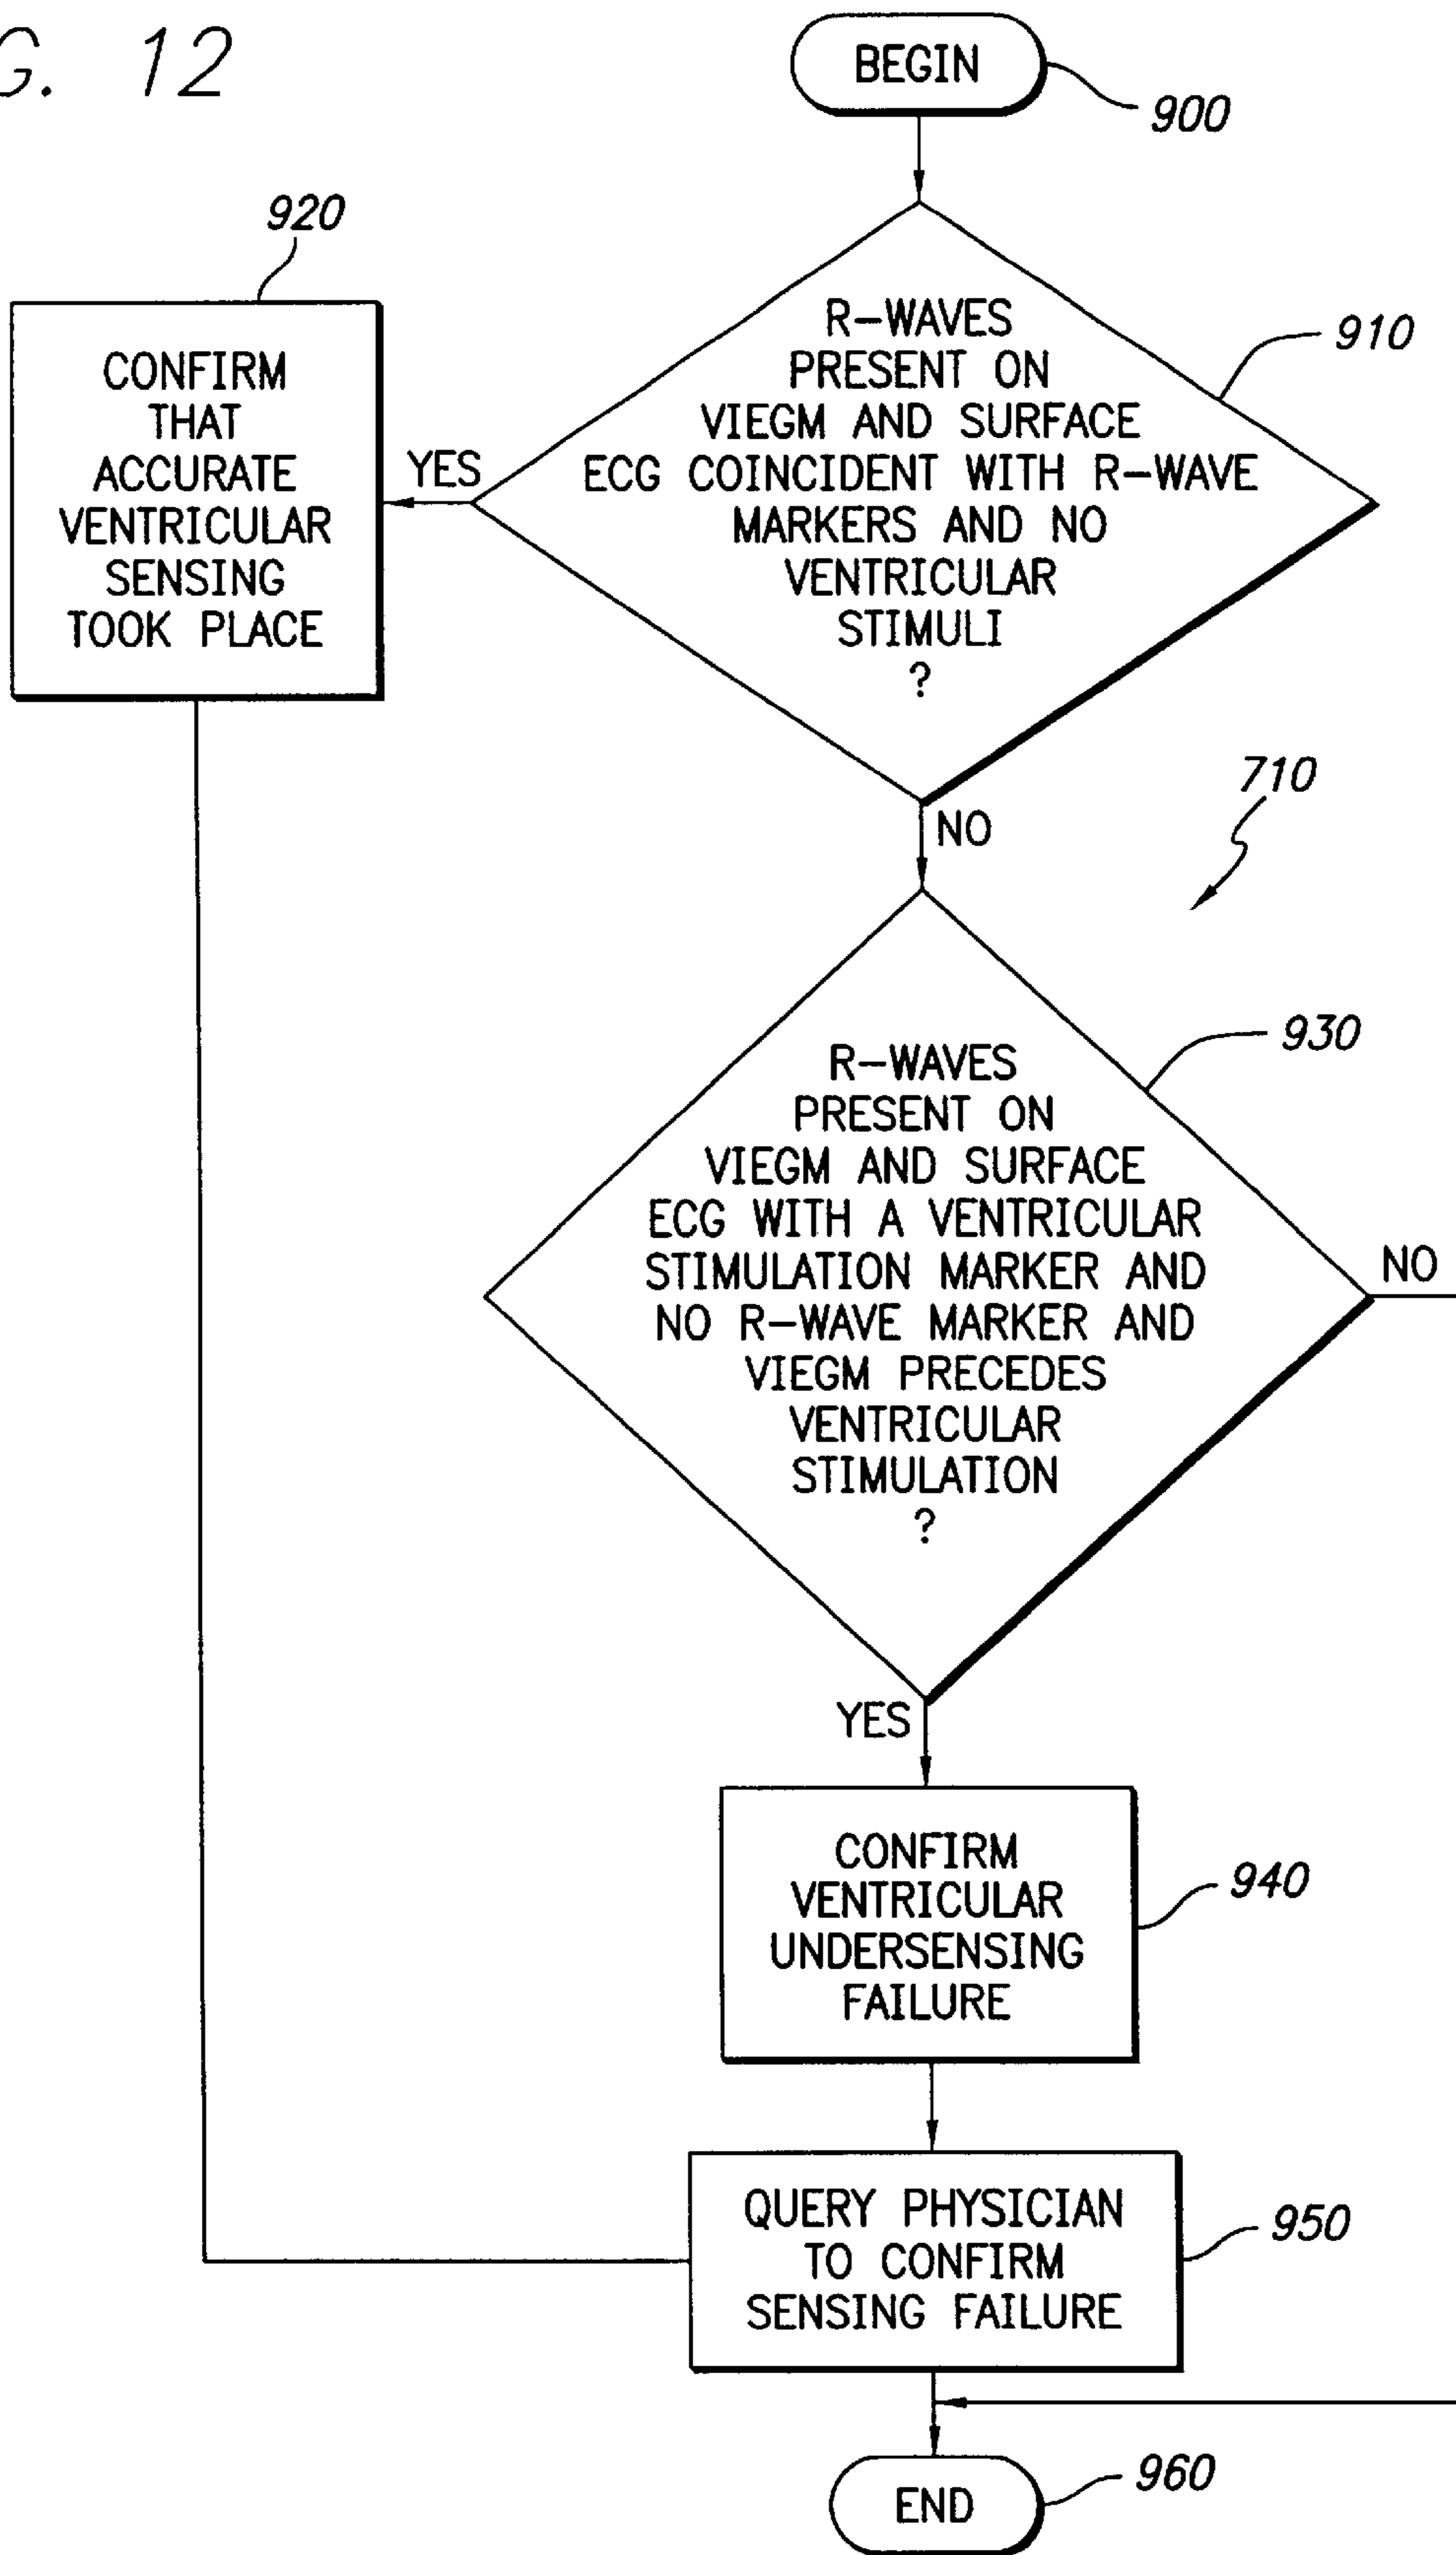 G. 12
BEGIN
900
920
R-WAVES
PRESENT ON
VIEGM AND SURFACE
ECG COINCIDENT WITH R-WAVE
MARKERS AND NO
VENTRICULAR
STIMULI
?
910
CONFIRM
THAT
ACCURATE
VENTRICULAR
SENSING
TOOK PLACE
YES
NO
710
R-WAVES
PRESENT ON
VIEGM AND SURFACE
ECG WITH A VENTRICULAR
STIMULATION MARKER AND
NO R-WAVE MARKER AND
VIEGM PRECEDES
VENTRICULAR
STIMULATION
?
930
NO
YES
CONFIRM
VENTRICULAR
UNDERSENSING
FAILURE
940
QUERY PHYSICIAN
TO CONFIRM
SENSING FAILURE
950
END
960